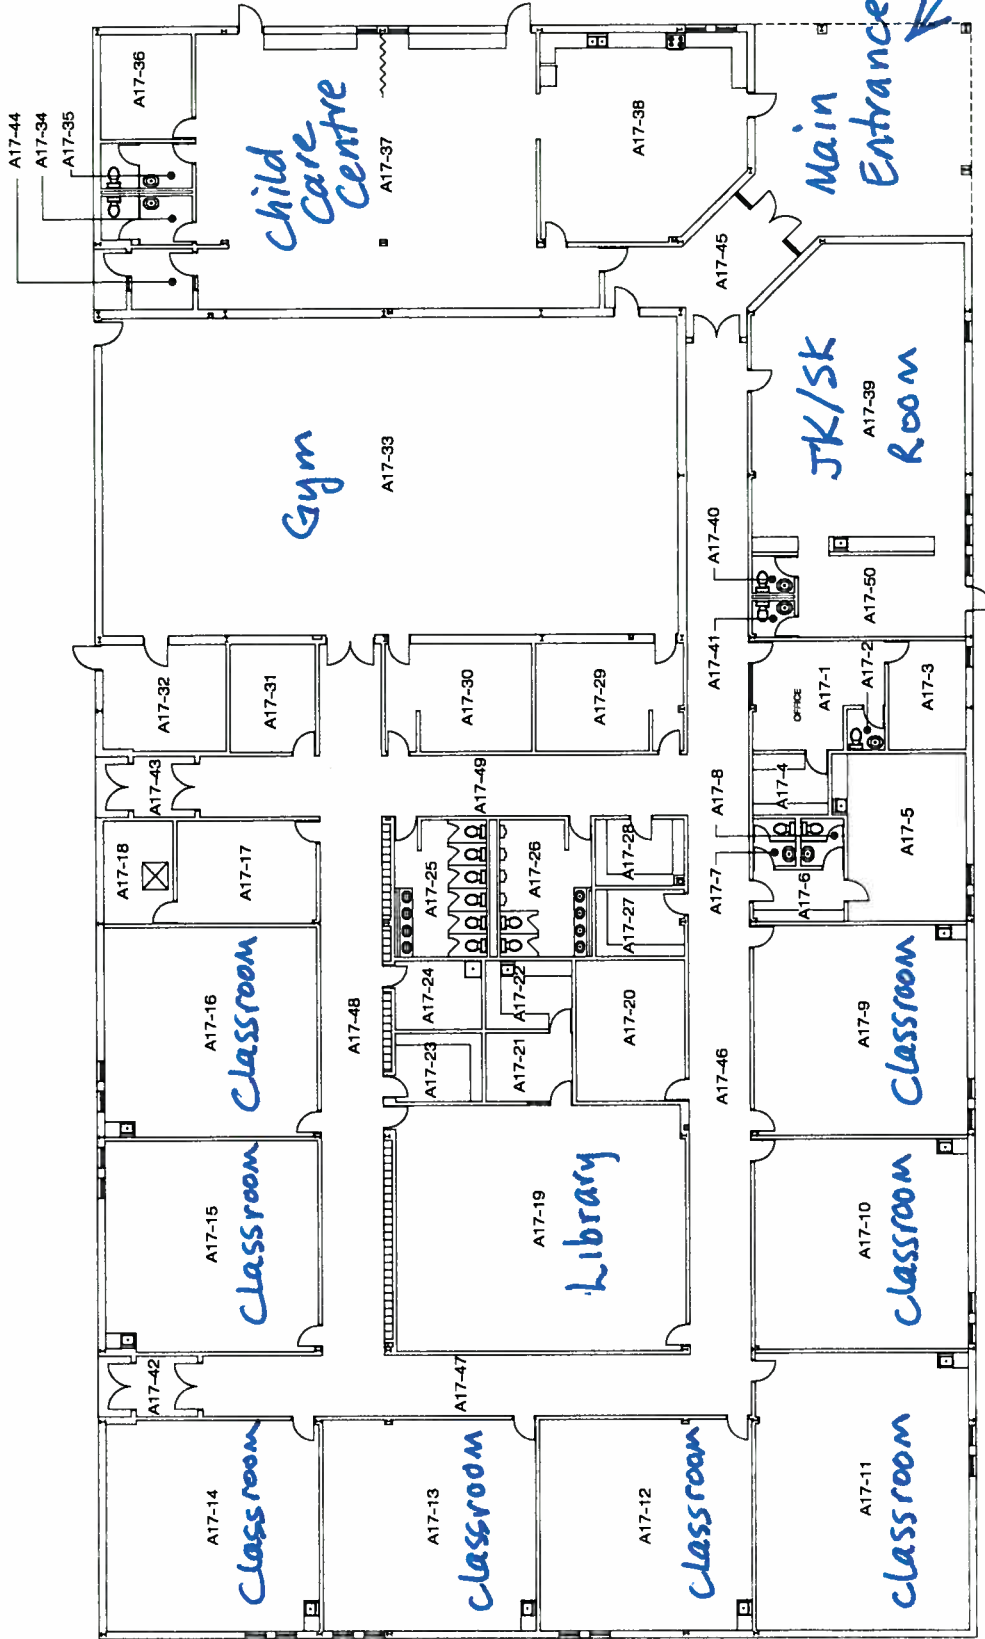 A17-44
A17-34
A17-35
A17-36
A17-18
A17-42
A17-43
A17-32
A17-17
A17-14
A17-15
A17-16
Classroom
Classroom
Classroom
A17-31
Gym
A17-33
Child
Care
Centre
A17-37
A17-48
A17-13
Classroom
A17-23
A17-24
A17-25
A17-30
A17-47
A17-49
A17-21
A17-22
A17-26
A17-19
Library
A17-29
A17-20
A17-27
A17-28
A17-38
A17-12
Classroom
A17-46
A17-7
A17-8
A17-41
A17-40
A17-45
A17-6
A17-4
OFFICE
A17-1
A17-2
A17-3
A17-5
A17-50
JK/SK
A17-39
Room
Main
Entrance
A17-11
A17-10
A17-9
Classroom
Classroom
Classroom